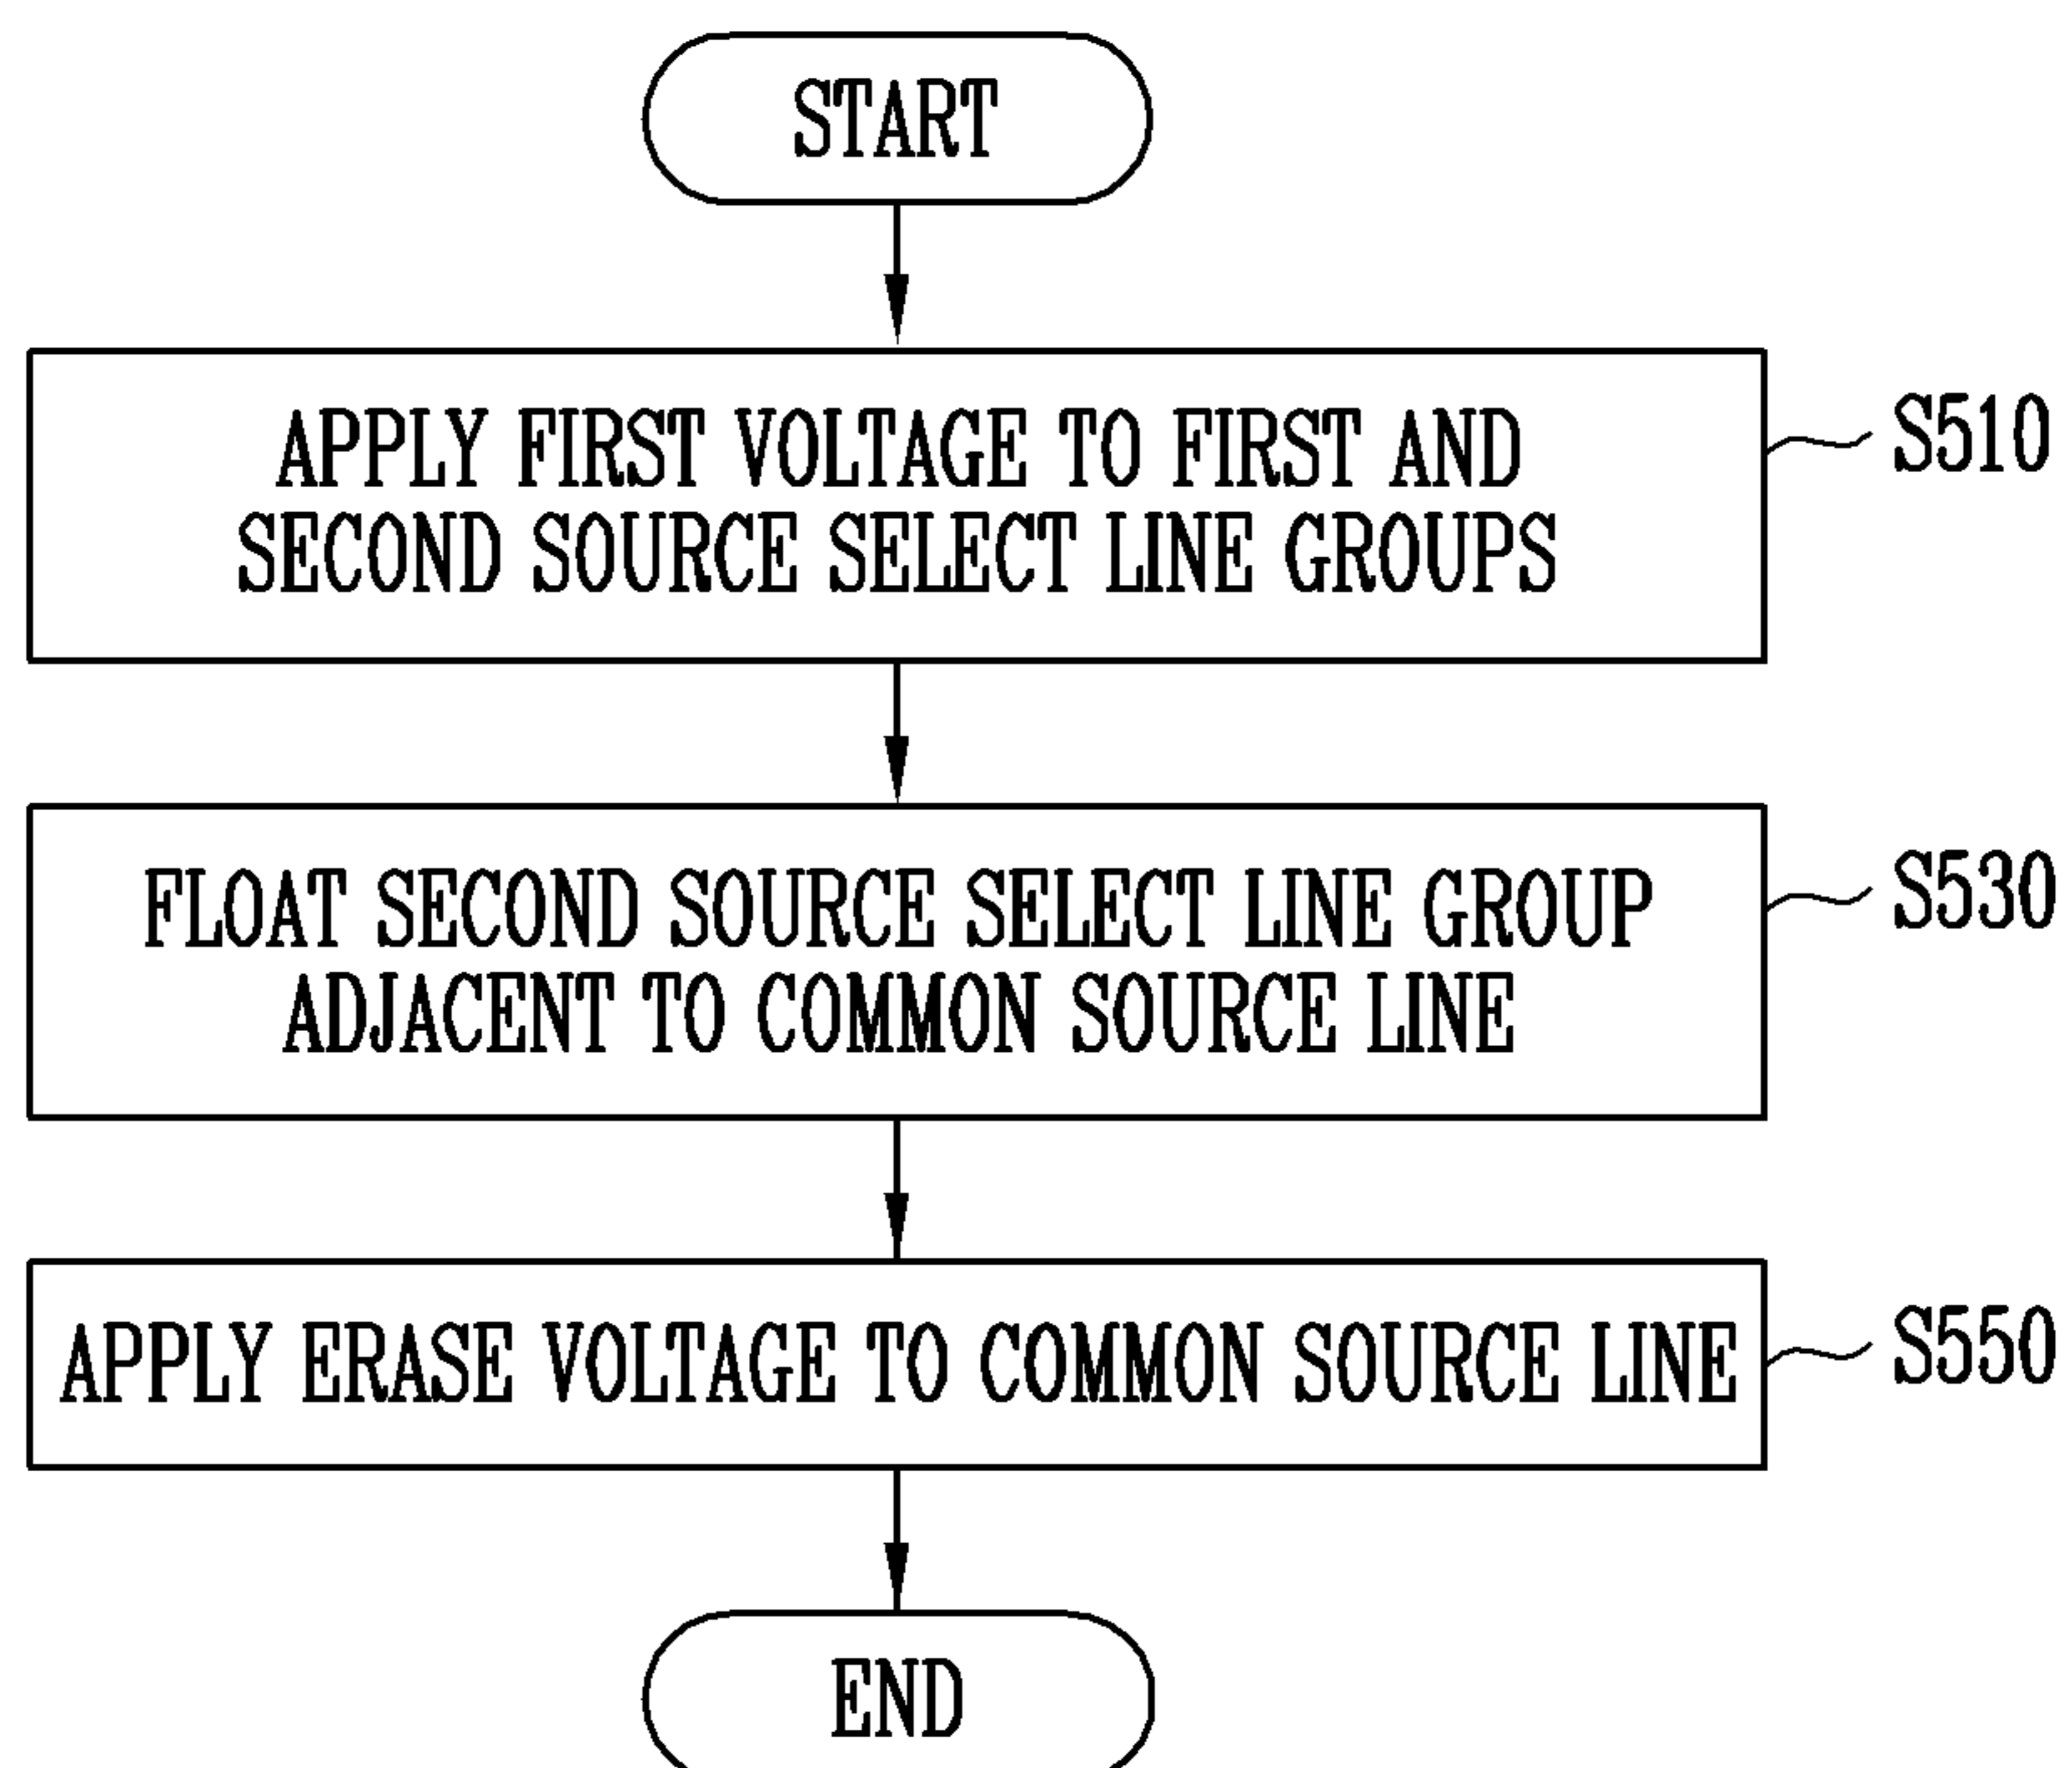 START
APPLY FIRST VOLTAGE TO FIRST AND
SECOND SOURCE SELECT LINE GROUPS
S510
FLOAT SECOND SOURCE SELECT LINE GROUP
ADJACENT TO COMMON SOURCE LINE
S530
APPLY ERASE VOLTAGE TO COMMON SOURCE LINE
S550
END